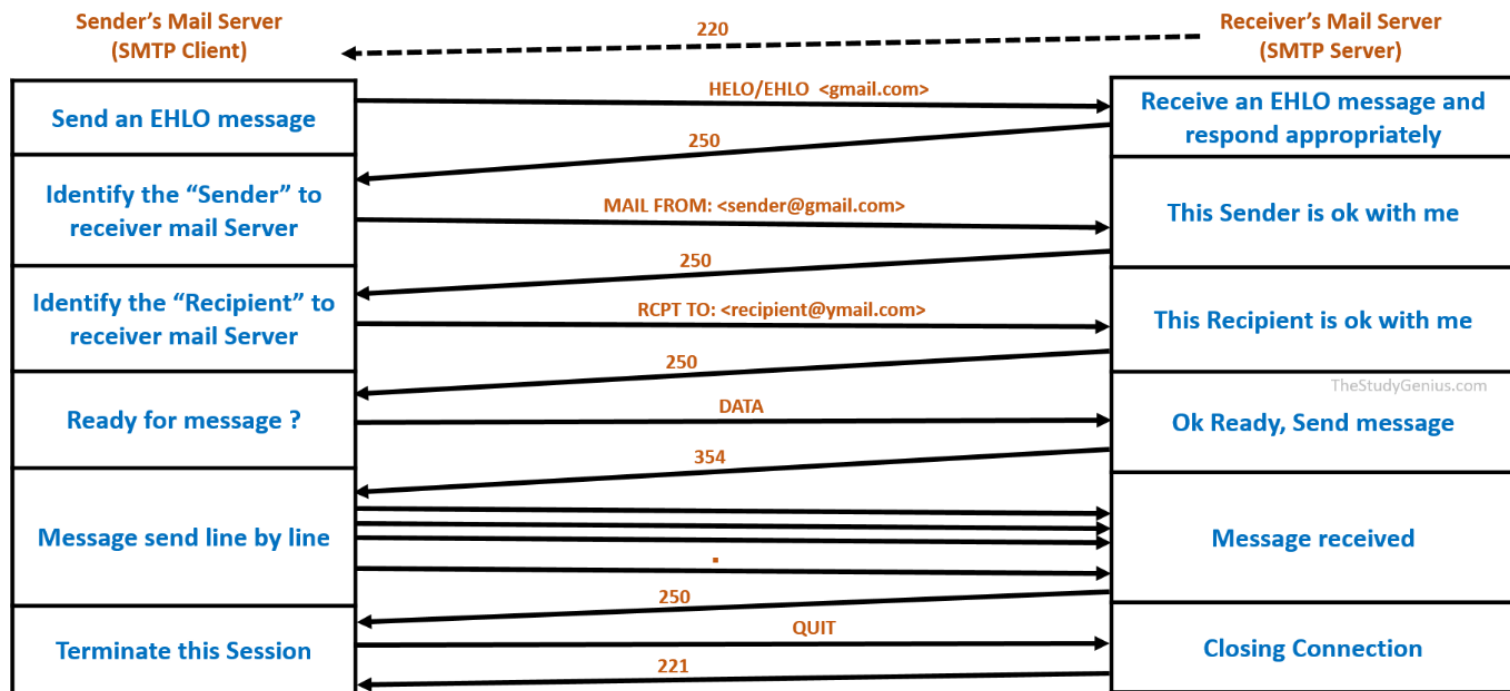 Sender's Mail Server
(SMTP Client)
220
Receiver's Mail Server
(SMTP Server)
Send an EHLO message
HELO/EHLO <gmail.com>
Receive an EHLO message and
respond appropriately
250
Identify the “Sender” to
receiver mail Server
MAIL FROM: <sender@gmail.com>
This Sender is ok with me
250
Identify the “Recipient” to
receiver mail Server
RCPT TO: <recipient@ymail.com>
This Recipient is ok with me
250
TheStudyGenius.com
Ready for message ?
DATA
Ok Ready, Send message
354
Message send line by line
.
Message received
250
Terminate this Session
QUIT
Closing Connection
221